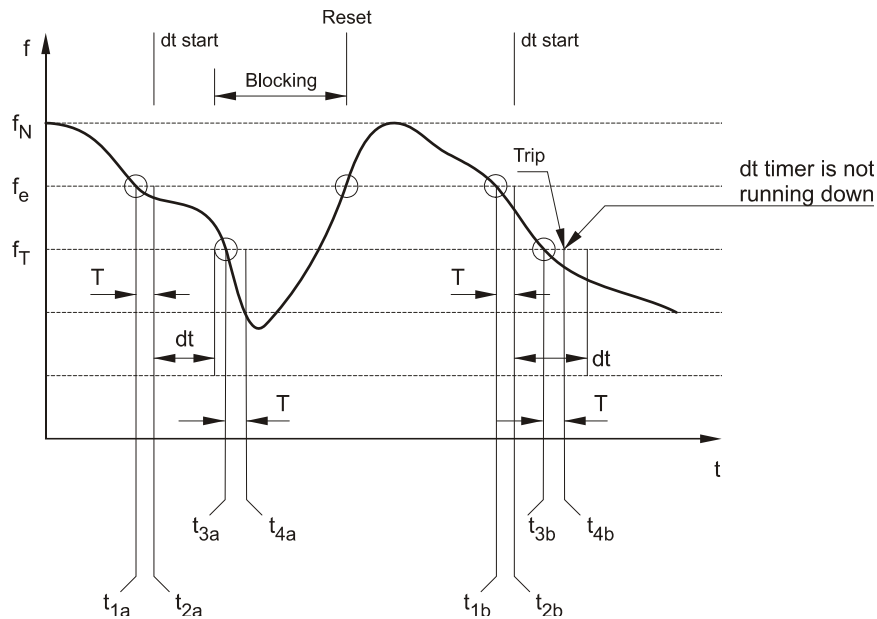 Reset
f
dt start
dt start
Blocking
f_N
Trip
dt timer is not
running down
f_e
f_T
T
T
dt
dt
T
T
t
t_3a
t_4a
t_3b
t_4b
t_1a
t_2a
t_1b
t_2b